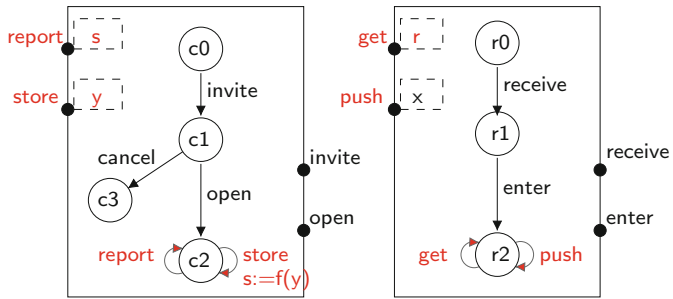 report s c0
invite
store y
c1
cancel
c3
open
invite
open
report c2 store
s:=f(y)
get r r0
receive
push x
r1
receive
enter
enter
get r2 push